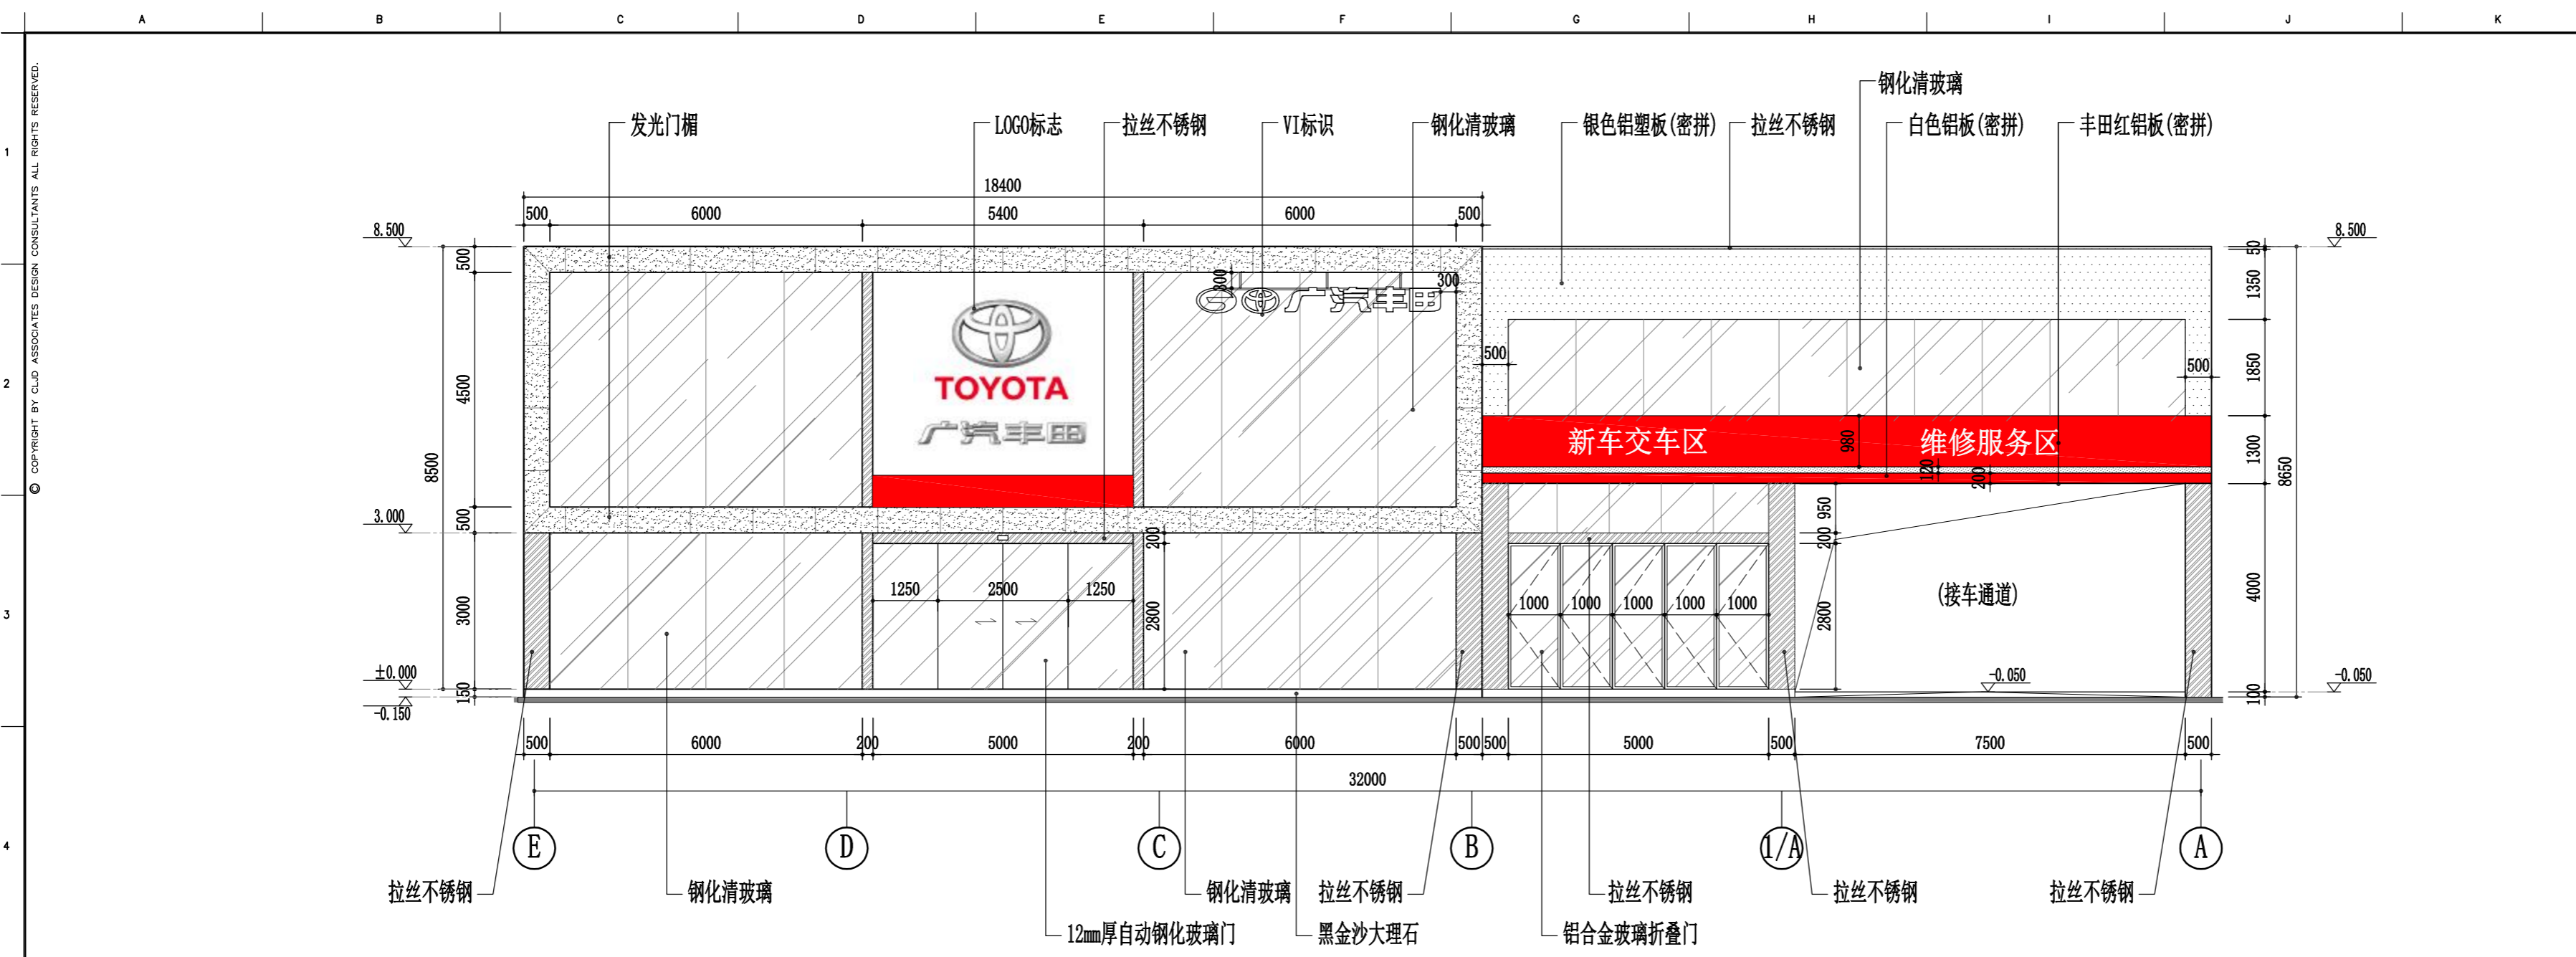 A B C D E F G H I J K
© COPYRIGHT BY CLJD ASSOCIATES DESIGN CONSULTANTS ALL RIGHTS RESERVED.
1
2
3
4
钢化清玻璃
发光门楣 LOGO标志 拉丝不锈钢 VI标识 钢化清玻璃 银色铝塑板(密拼) 拉丝不锈钢 白色铝板(密拼) 丰田红铝板(密拼)
18400
500 6000 5400 6000 500
8.500 8.500
500 4500 500 3000 150
8500
3.000
±0.000
-0.150
300 300
广汽丰田
TOYOTA
广汽丰田
500 500
新车交车区 980 维修服务区
120 200
50 1350 1850 1300 4000 100
8650
200 2800
950 200 2800
1250 2500 1250
1000 1000 1000 1000 1000
(接车通道)
-0.050 -0.050
500 6000 200 5000 200 6000 500 500 5000 500 7500 500
32000
E D C B 1/A A
拉丝不锈钢 钢化清玻璃 钢化清玻璃 拉丝不锈钢 拉丝不锈钢 拉丝不锈钢 拉丝不锈钢
12mm厚自动钢化玻璃门 黑金沙大理石 铝合金玻璃折叠门